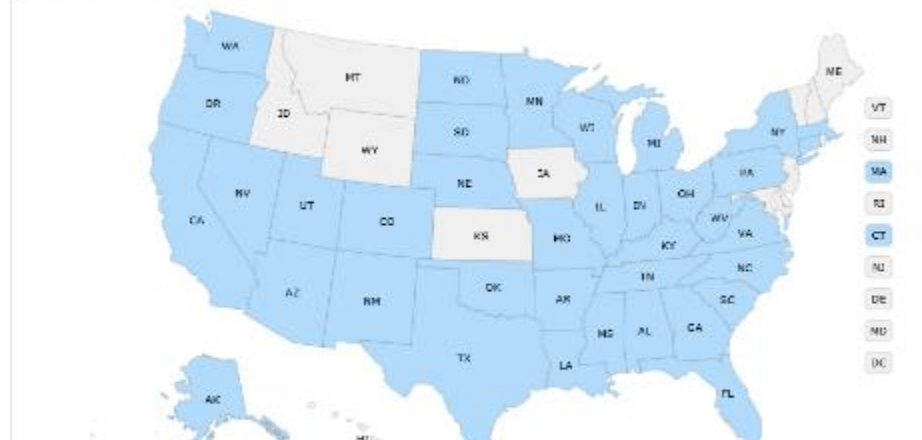 WA
MT
ND
ME
OR
ID
MN
VT
SD
WI
NY
NH
WY
MI
IA
NE
PA
MA
NV
OH
UT
IL
IN
RI
CA
CO
WV
VA
KS
MO
CT
KY
NC
NJ
TN
AZ
OK
NM
AR
SC
DE
MS
AL
GA
MD
TX
LA
DC
FL
AK
HI